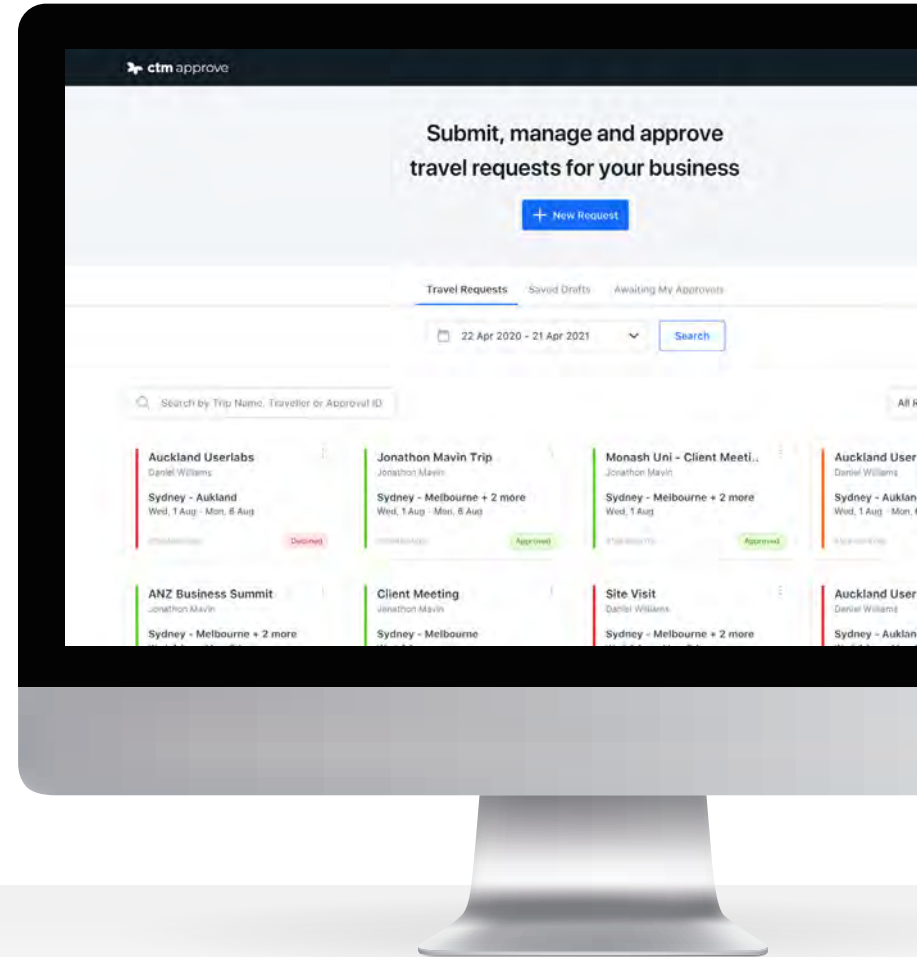 ctm approve
Submit, manage and approve
travel requests for your business
+ New Request
Travel Requests Saved Drafts Awaiting My Approvals
22 Apr 2020 - 21 Apr 2021 Search
Search by Trip Name, Traveller or Approval ID All R
Auckland Userlabs
Daniel Williams
Sydney - Aukland
Wed, 1 Aug - Mon, 6 Aug
Declined
Jonathon Mavin Trip
Jonathon Mavin
Sydney - Melbourne + 2 more
Wed, 1 Aug - Mon, 6 Aug
Approved
Monash Uni - Client Meeti..
Jonathon Mavin
Sydney - Melbourne + 2 more
Wed, 1 Aug
Approved
Auckland User
Daniel Williams
Sydney - Auklan
Wed, 1 Aug - Mon, 6
ANZ Business Summit
Jonathon Mavin
Sydney - Melbourne + 2 more
Client Meeting
Jonathon Mavin
Sydney - Melbourne
Site Visit
Daniel Williams
Sydney - Melbourne + 2 more
Auckland User
Daniel Williams
Sydney - Auklan